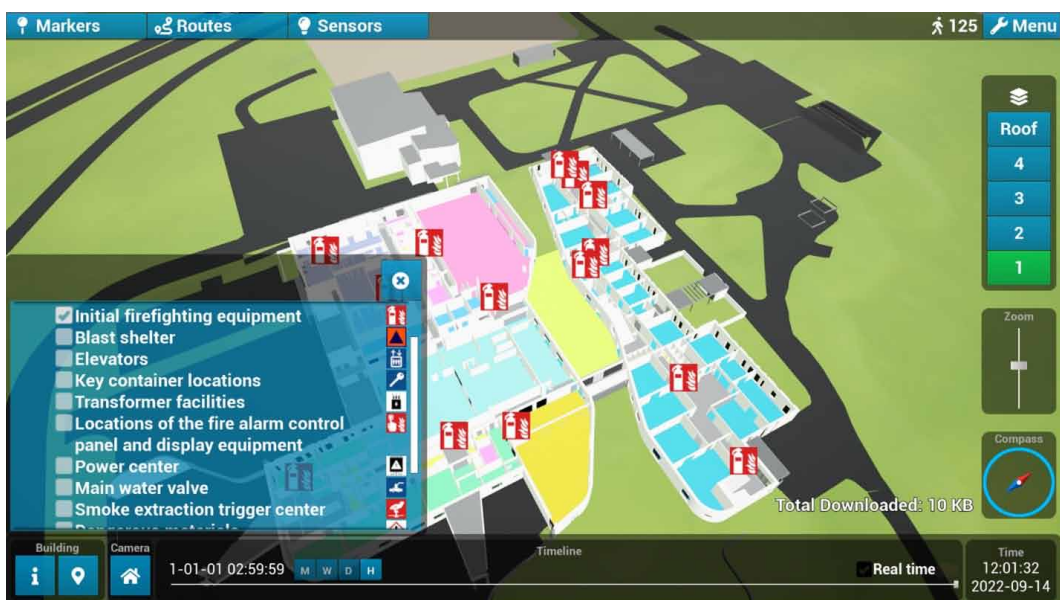 Markers
Routes
Sensors
125
Menu
Roof
4
3
2
1
Zoom
Compass
Initial firefighting equipment
Blast shelter
Elevators
Key container locations
Transformer facilities
Locations of the fire alarm control
panel and display equipment
Power center
Main water valve
Smoke extraction trigger center
Dangerous materials
Total Downloaded: 10 KB
Building
Camera
Timeline
1-01-01 02:59:59
M W D H
Real time
Time
12:01:32
2022-09-14